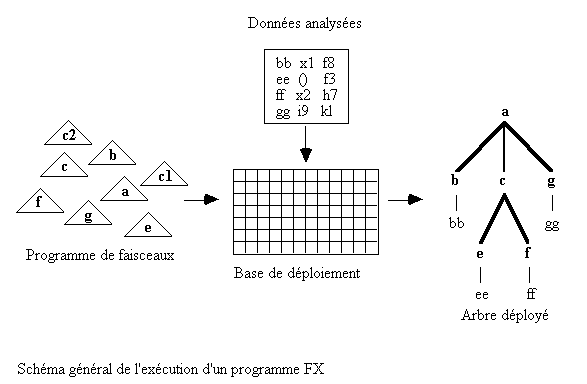 Données analysées
bb x1 f8
ee () f3
ff x2 h7
gg i9 k1
c2
b
c
c1
a
f
g
e
Programme de faisceaux
Base de déploiement
a
b c g
bb gg
e f
ee ff
Arbre déployé
Schéma général de l'exécution d'un programme FX